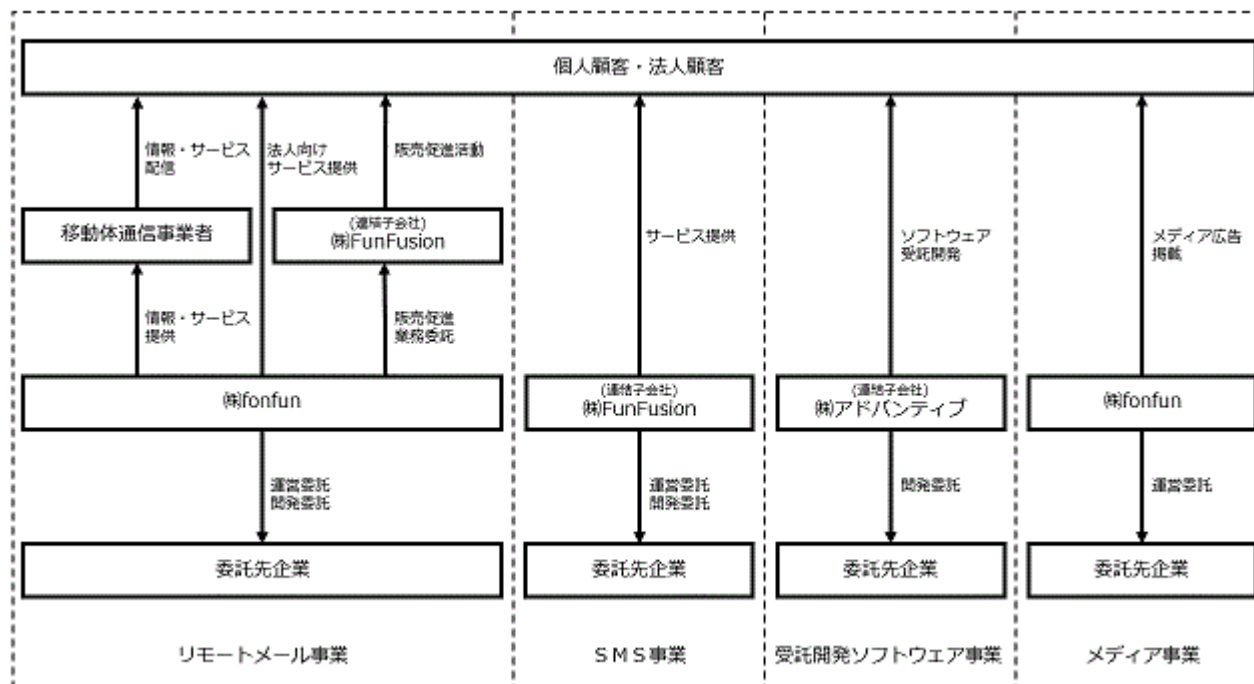 個人顧客・法人顧客
情報・サービス
配信
法人向け
サービス提供
販売促進活動
移動体通信事業者
(連結子会社)
㈱FunFusion
サービス提供
ソフトウェア
受託開発
メディア広告
掲載
情報・サービス
提供
販売促進
業務委託
㈱fonfun
(連結子会社)
㈱FunFusion
(連結子会社)
㈱アドバンティブ
㈱fonfun
運営委託
開発委託
運営委託
開発委託
開発委託
運営委託
委託先企業
委託先企業
委託先企業
委託先企業
リモートメール事業
ＳＭＳ事業
受託開発ソフトウェア事業
メディア事業